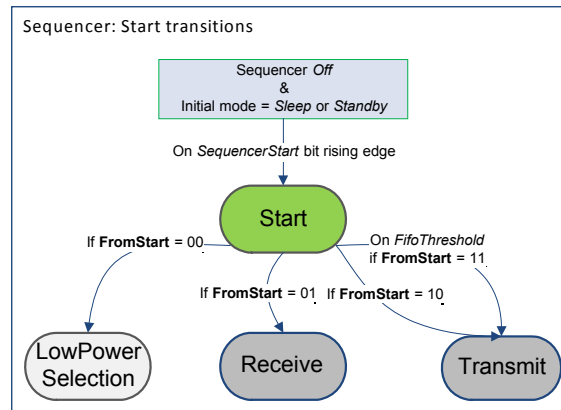 Sequencer: Start transitions
Sequencer Off
&
Initial mode = Sleep or Standby
On SequencerStart bit rising edge
Start
If FromStart = 00
On FifoThreshold
if FromStart = 11
If FromStart = 01
If FromStart = 10
LowPower
Selection
Receive
Transmit